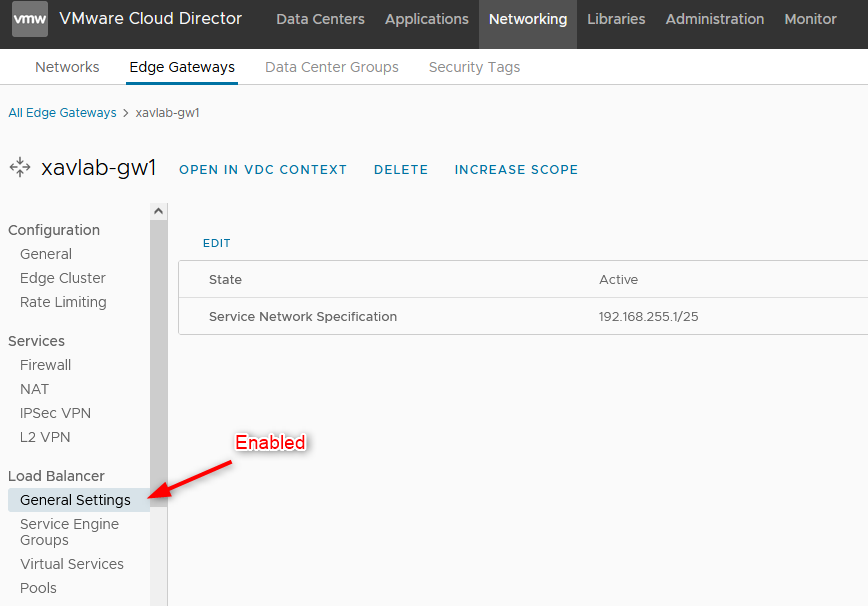 vmw VMware Cloud Director Data Centers Applications Networking Libraries Administration Monitor
Networks Edge Gateways Data Center Groups Security Tags
All Edge Gateways > xavlab-gw1
xavlab-gw1 OPEN IN VDC CONTEXT DELETE INCREASE SCOPE
Configuration
General
Edge Cluster
Rate Limiting
Services
Firewall
NAT
IPSec VPN
L2 VPN
Load Balancer
General Settings
Service Engine
Groups
Virtual Services
Pools
EDIT
State Active
Service Network Specification 192.168.255.1/25
Enabled